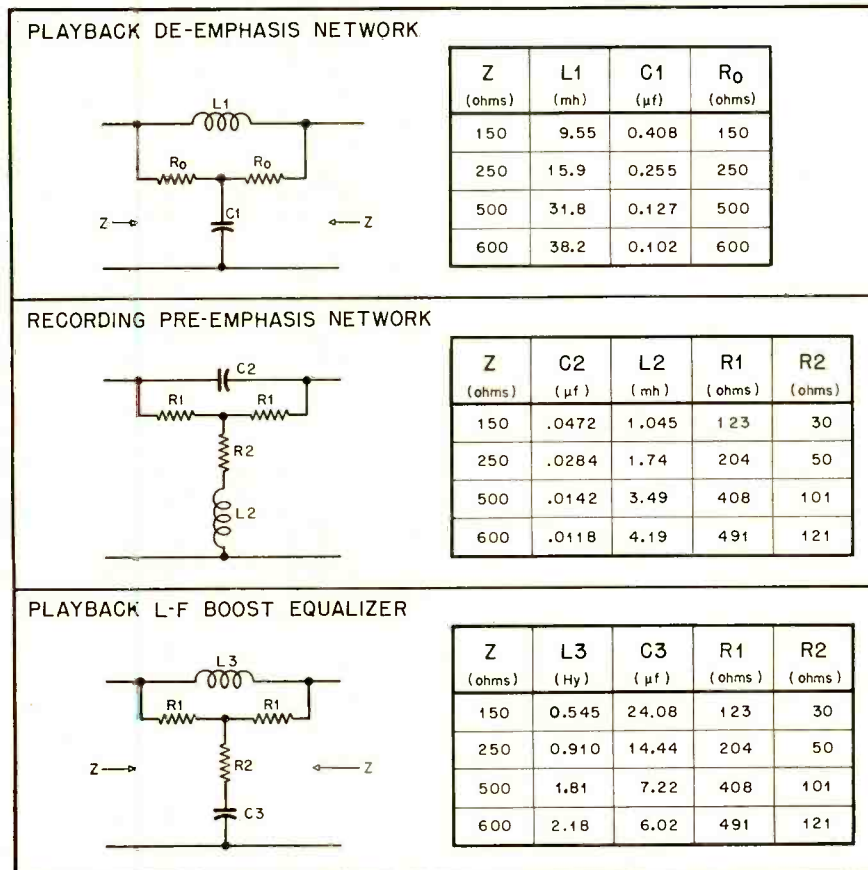 PLAYBACK DE-EMPHASIS NETWORK
L1
R0 R0
C1
Z Z
Z L1 C1 R0
(ohms) (mh) (μf) (ohms)
150 9.55 0.408 150
250 15.9 0.255 250
500 31.8 0.127 500
600 38.2 0.102 600
RECORDING PRE-EMPHASIS NETWORK
C2
R1 R1
R2
L2
Z C2 L2 R1 R2
(ohms) (μf) (mh) (ohms) (ohms)
150 .0472 1.045 123 30
250 .0284 1.74 204 50
500 .0142 3.49 408 101
600 .0118 4.19 491 121
PLAYBACK L-F BOOST EQUALIZER
L3
R1 R1
R2
Z Z
C3
Z L3 C3 R1 R2
(ohms) (Hy) (μf) (ohms) (ohms)
150 0.545 24.08 123 30
250 0.910 14.44 204 50
500 1.81 7.22 408 101
600 2.18 6.02 491 121